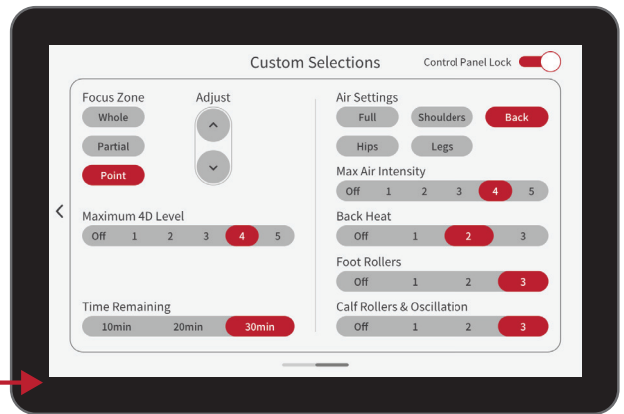 Custom Selections
Control Panel Lock
Focus Zone
Adjust
Whole
Partial
Point
Maximum 4D Level
Off 1 2 3 4 5
Time Remaining
10min 20min 30min
Air Settings
Full Shoulders Back
Hips Legs
Max Air Intensity
Off 1 2 3 4 5
Back Heat
Off 1 2 3
Foot Rollers
Off 1 2 3
Calf Rollers & Oscillation
Off 1 2 3